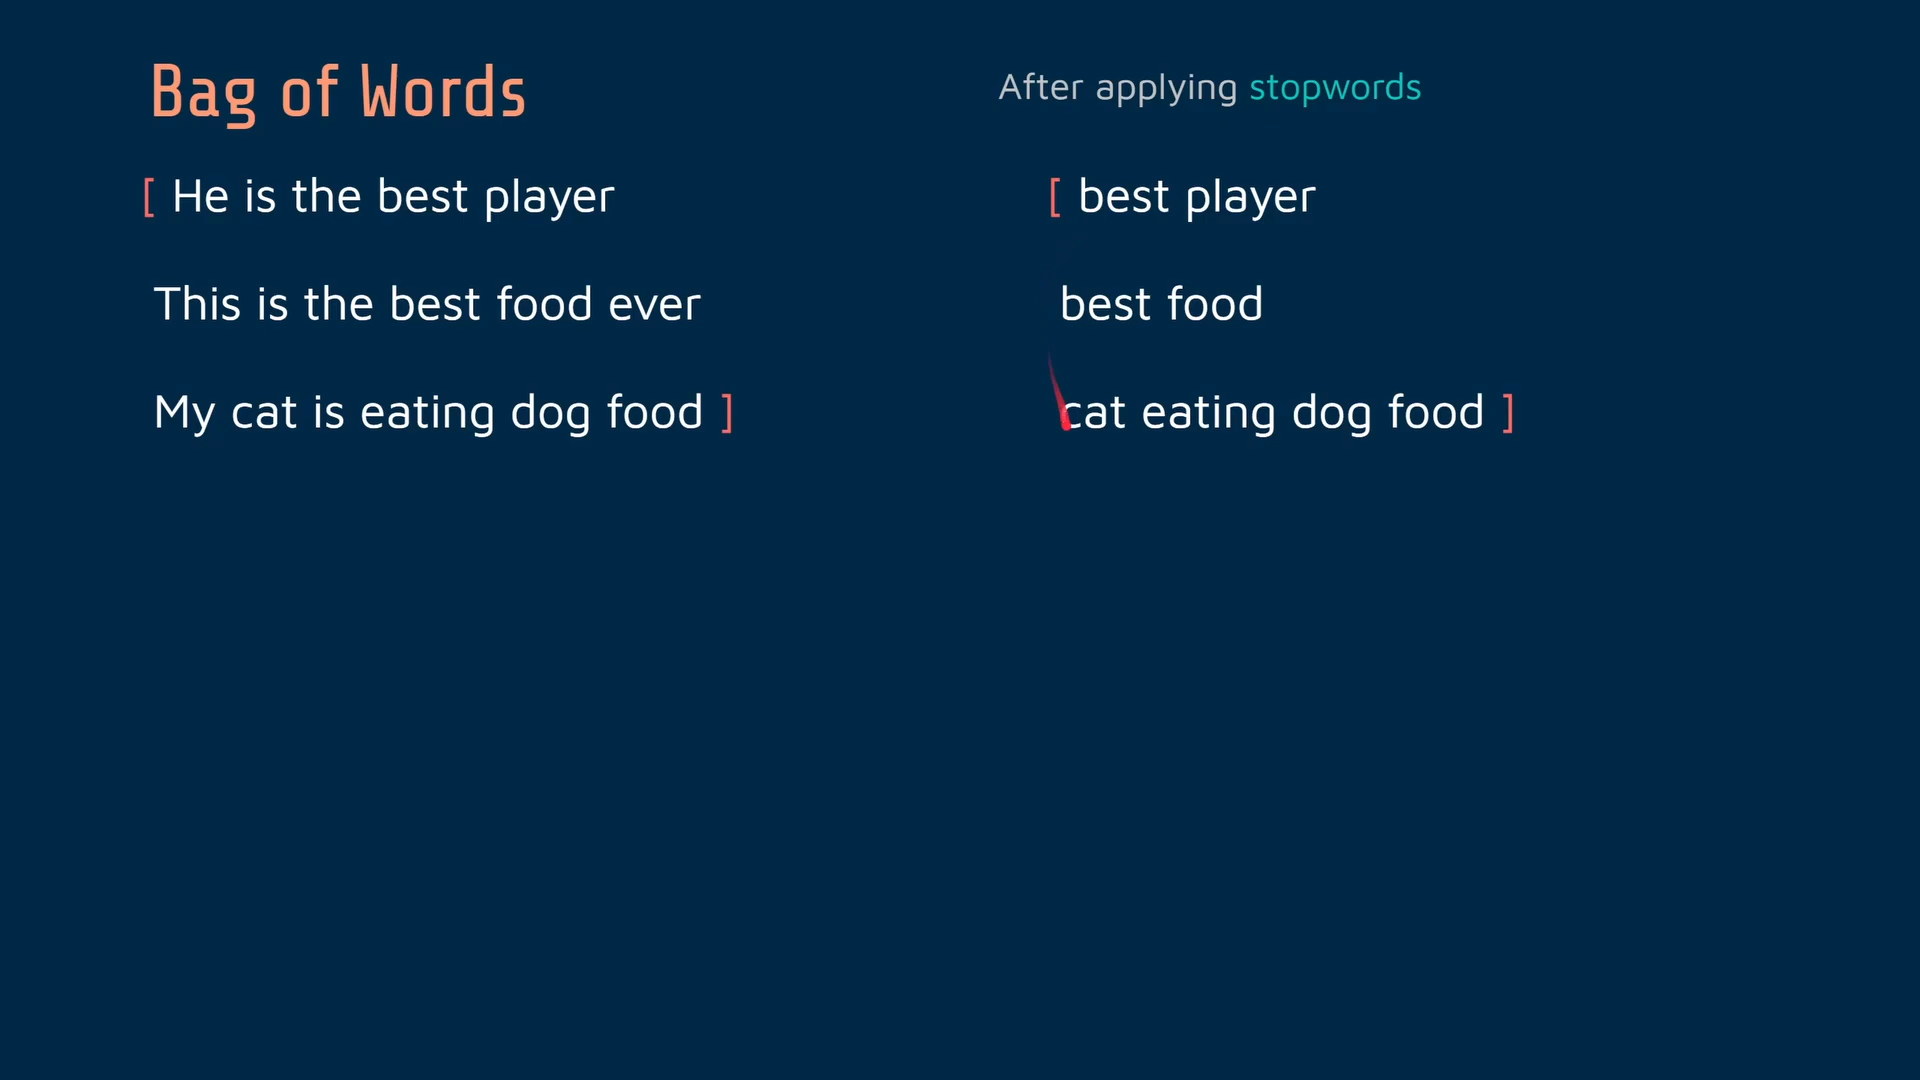 Bag of Words
After applying stopwords
[ He is the best player
This is the best food ever
My cat is eating dog food ]
[ best player
best food
cat eating dog food ]